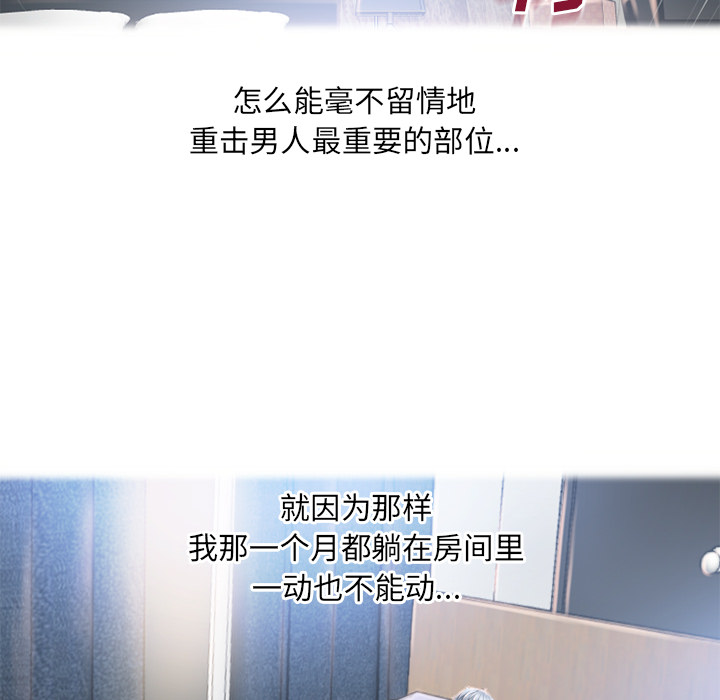 怎么能毫不留情地
重击男人最重要的部位...
就因为那样
我那一个月都躺在房间里
一动也不能动...